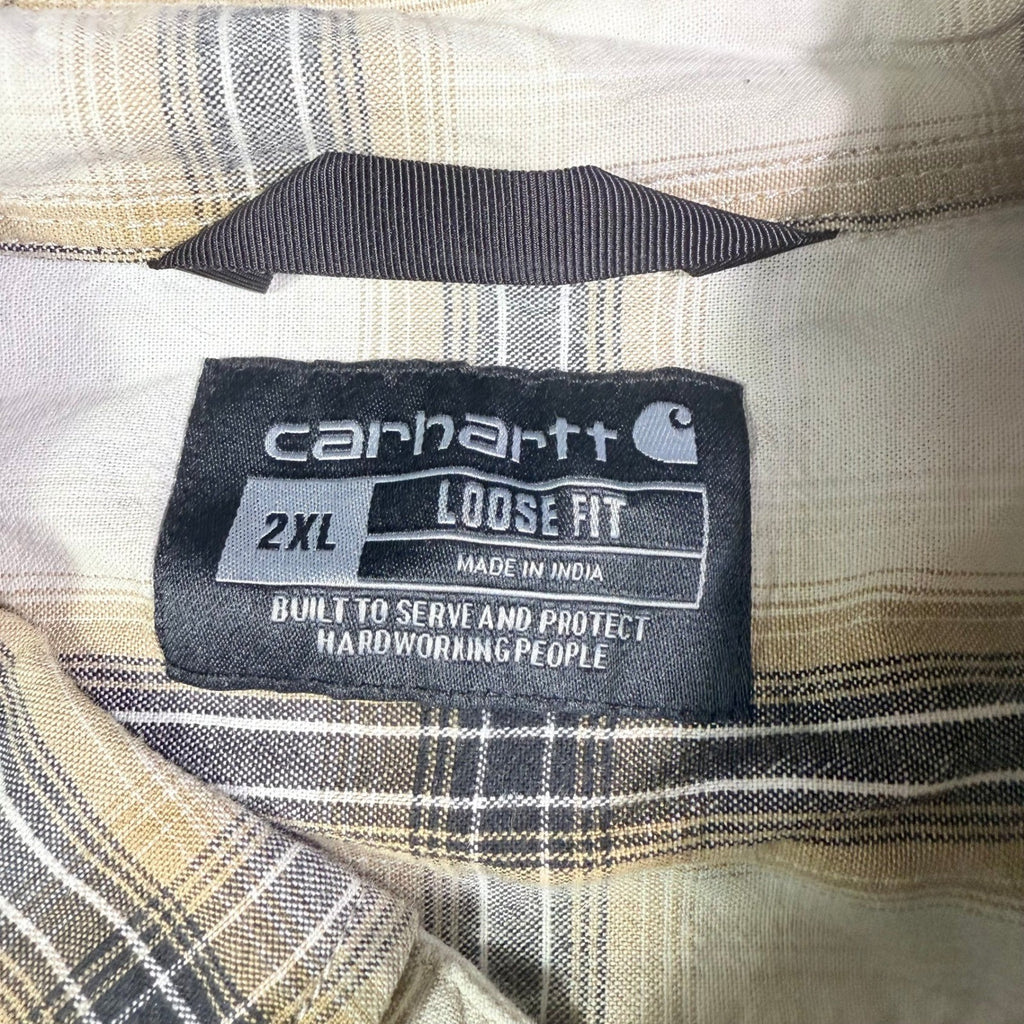 carhartt
2XL
LOOSE FIT
MADE IN INDIA
BUILT TO SERVE AND PROTECT
HARDWORKING PEOPLE